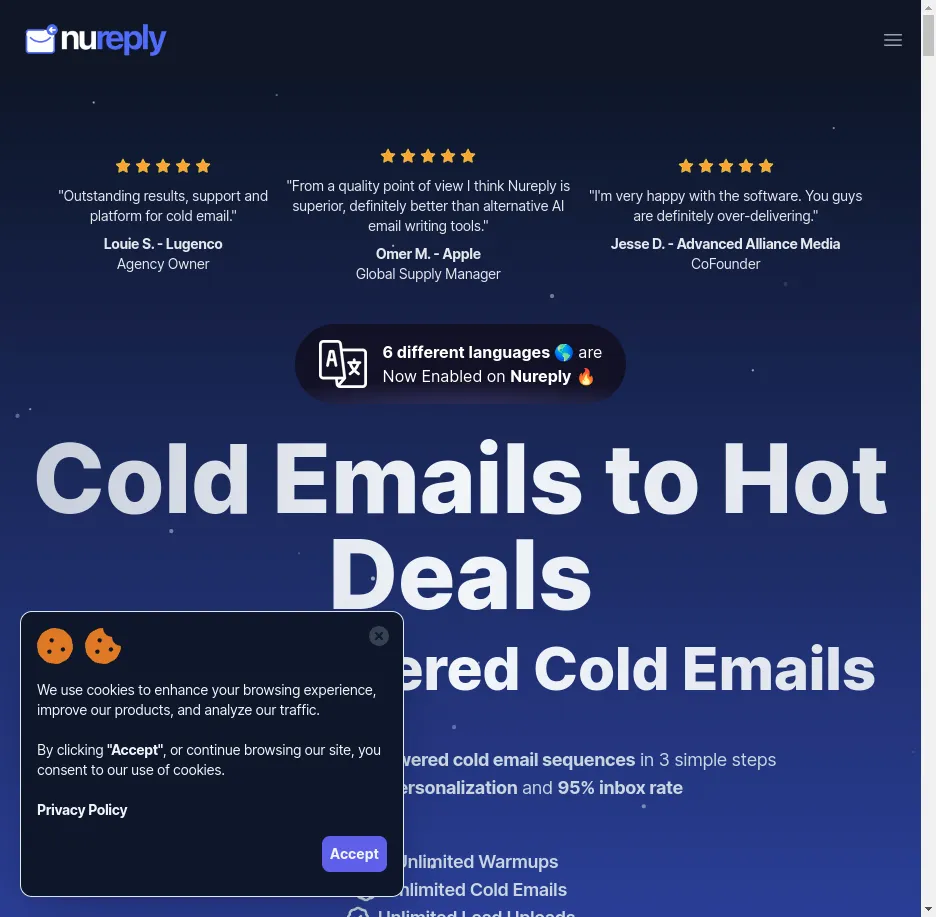 nureply
"Outstanding results, support and
platform for cold email."
Louie S. - Lugenco
Agency Owner
"From a quality point of view I think Nureply is
superior, definitely better than alternative AI
email writing tools."
Omer M. - Apple
Global Supply Manager
"I'm very happy with the software. You guys
are definitely over-delivering."
Jesse D. - Advanced Alliance Media
CoFounder
6 different languages 🌎 are
Now Enabled on Nureply 🔥
Cold Emails to Hot
Deals
Cold Emails
cold email sequences in 3 simple steps
and 95% inbox rate
Unlimited Warmups
Unlimited Cold Emails
Unlimited Lead Uploads
We use cookies to enhance your browsing experience,
improve our products, and analyze our traffic.
By clicking "Accept", or continue browsing our site, you
consent to our use of cookies.
Privacy Policy
Accept